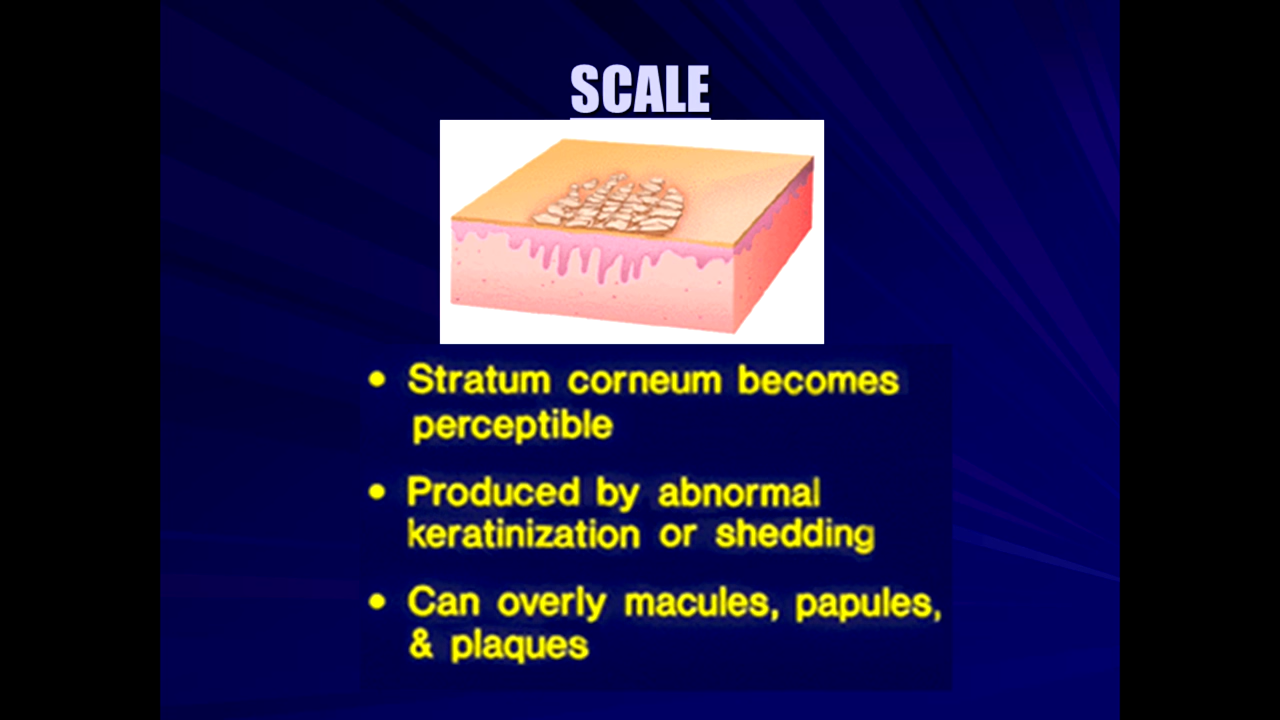 SCALE
• Stratum corneum becomes
perceptible
• Produced by abnormal
keratinization or shedding
• Can overly macules, papules,
& plaques